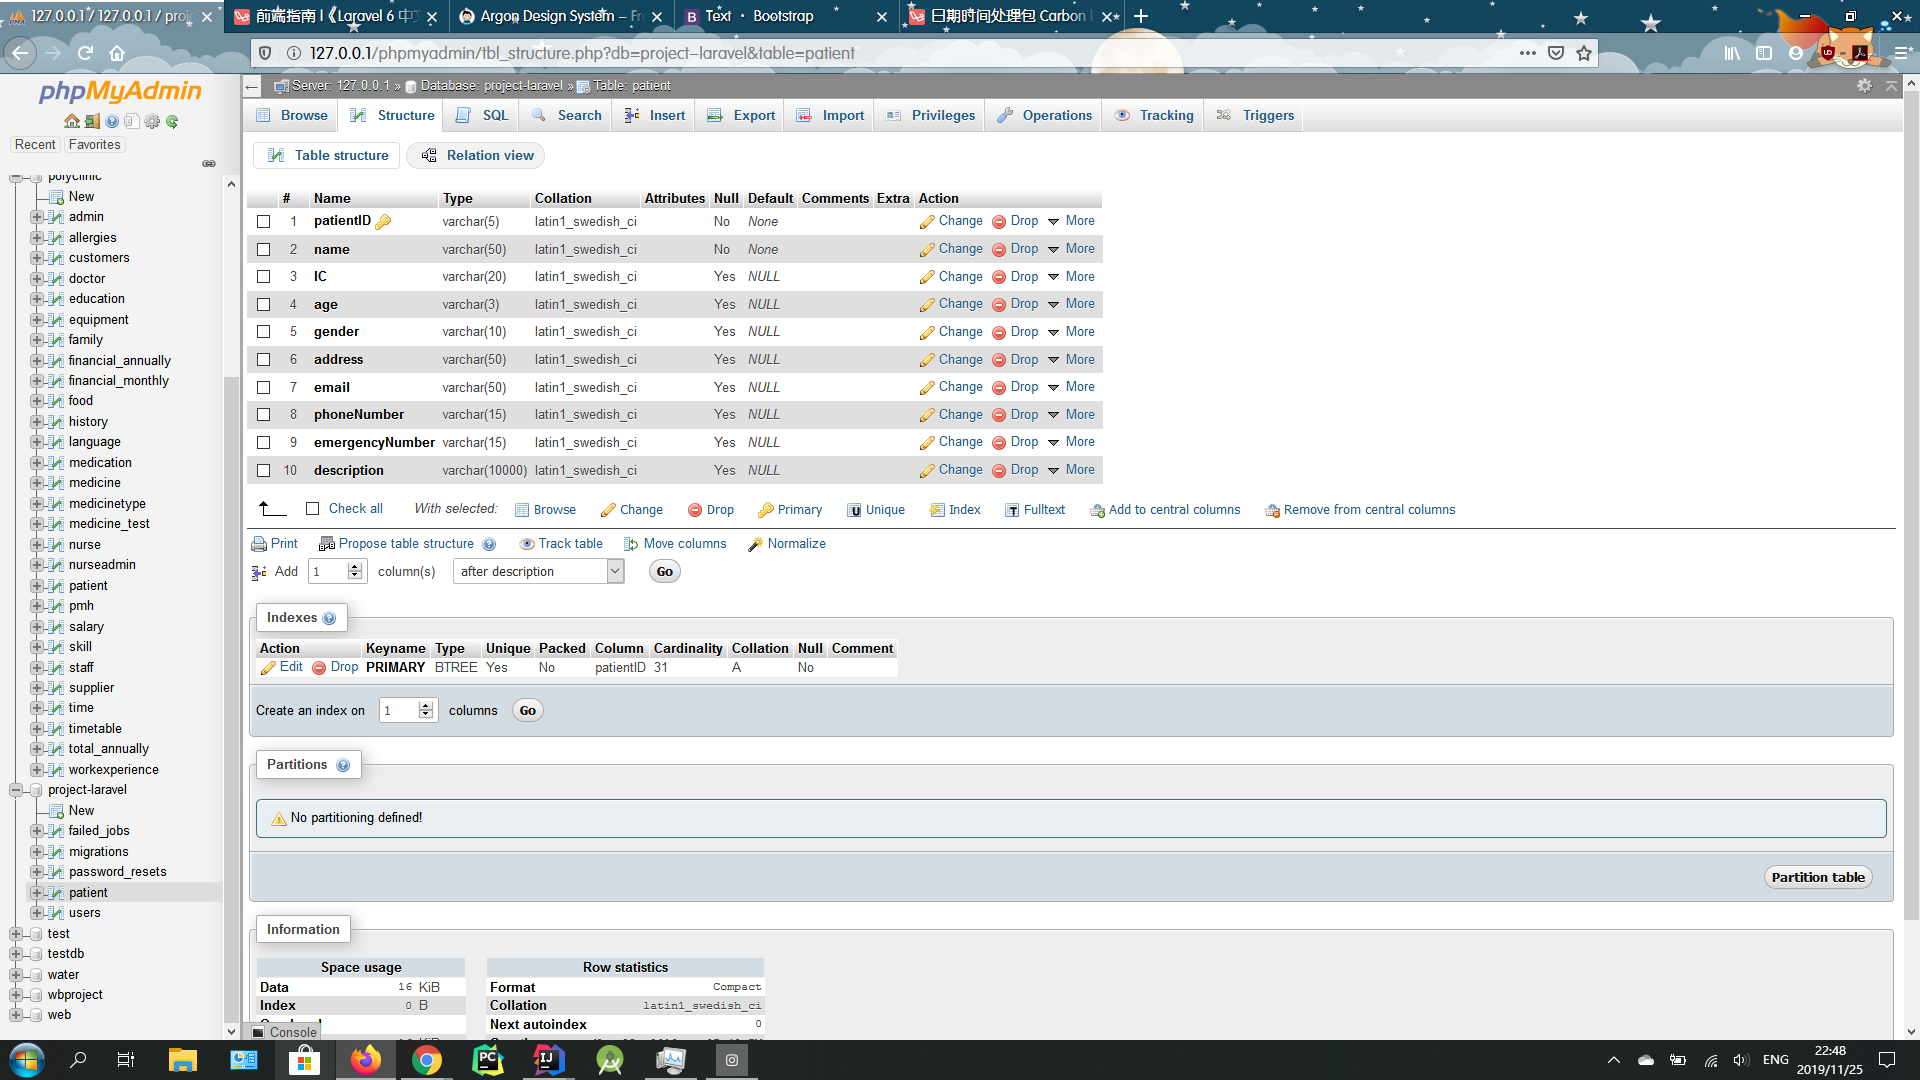 127.0.0.1 / 127.0.0.1 / proje
前端指南 |《Laravel 6 中文
Argon Design System – Fre
Text · Bootstrap
日期时间处理包 Carbon
127.0.0.1/phpmyadmin/tbl_structure.php?db=project-laravel&table=patient
phpMyAdmin
Recent Favorites
polyclinic
New
admin
allergies
customers
doctor
education
equipment
family
financial_annually
financial_monthly
food
history
language
medication
medicine
medicinetype
medicine_test
nurse
nurseadmin
patient
pmh
salary
skill
staff
supplier
time
timetable
total_annually
workexperience
project-laravel
New
failed_jobs
migrations
password_resets
patient
users
test
testdb
water
wbproject
web
Server: 127.0.0.1 » Database: project-laravel » Table: patient
Browse Structure SQL Search Insert Export Import Privileges Operations Tracking Triggers
Table structure Relation view
# Name Type Collation Attributes Null Default Comments Extra Action
1 patientID varchar(5) latin1_swedish_ci No None Change Drop More
2 name varchar(50) latin1_swedish_ci No None Change Drop More
3 IC varchar(20) latin1_swedish_ci Yes NULL Change Drop More
4 age varchar(3) latin1_swedish_ci Yes NULL Change Drop More
5 gender varchar(10) latin1_swedish_ci Yes NULL Change Drop More
6 address varchar(50) latin1_swedish_ci Yes NULL Change Drop More
7 email varchar(50) latin1_swedish_ci Yes NULL Change Drop More
8 phoneNumber varchar(15) latin1_swedish_ci Yes NULL Change Drop More
9 emergencyNumber varchar(15) latin1_swedish_ci Yes NULL Change Drop More
10 description varchar(10000) latin1_swedish_ci Yes NULL Change Drop More
Check all With selected: Browse Change Drop Primary Unique Index Fulltext Add to central columns Remove from central columns
Print Propose table structure Track table Move columns Normalize
Add 1 column(s) after description Go
Indexes
Action Keyname Type Unique Packed Column Cardinality Collation Null Comment
Edit Drop PRIMARY BTREE Yes No patientID 31 A No
Create an index on 1 columns Go
Partitions
No partitioning defined!
Partition table
Information
Space usage
Data 16 KiB
Index 0 B
Row statistics
Format Compact
Collation latin1_swedish_ci
Next autoindex 0
Console
ENG
22:48
2019/11/25